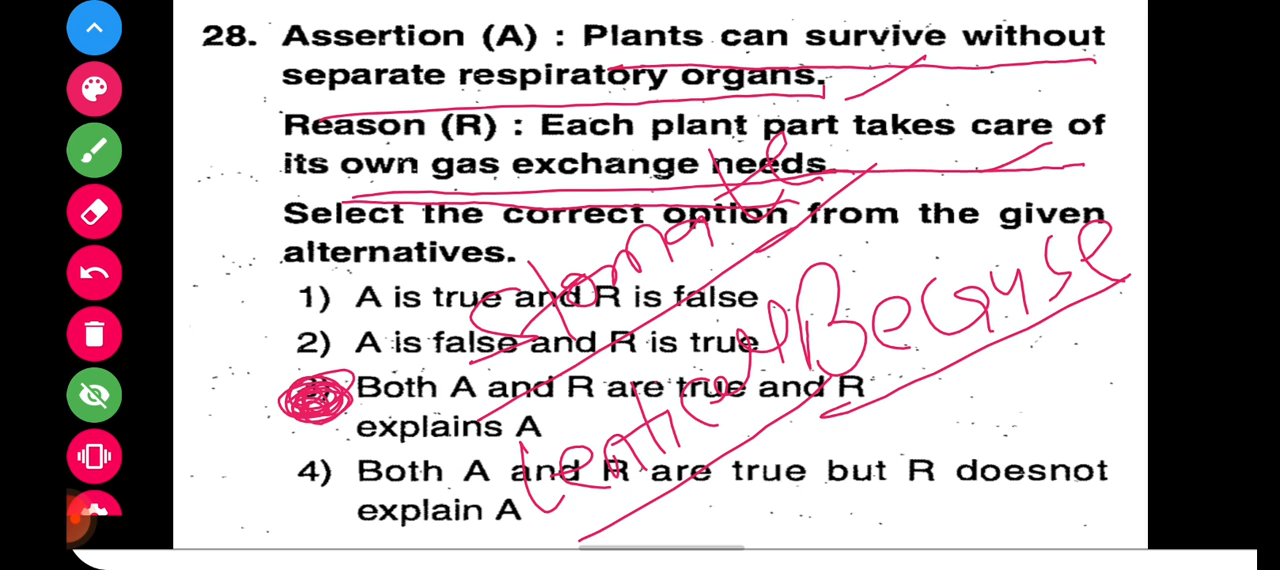 28. Assertion (A) : Plants can survive without
separate respiratory organs.
Reason (R) : Each plant part takes care of
its own gas exchange needs.
Select the correct option from the given
alternatives.
1) A is true and R is false
2) A is false and R is true
3) Both A and R are true and R
explains A
4) Both A and R are true but R doesnot
explain A
Stomate
Lenticel
Because